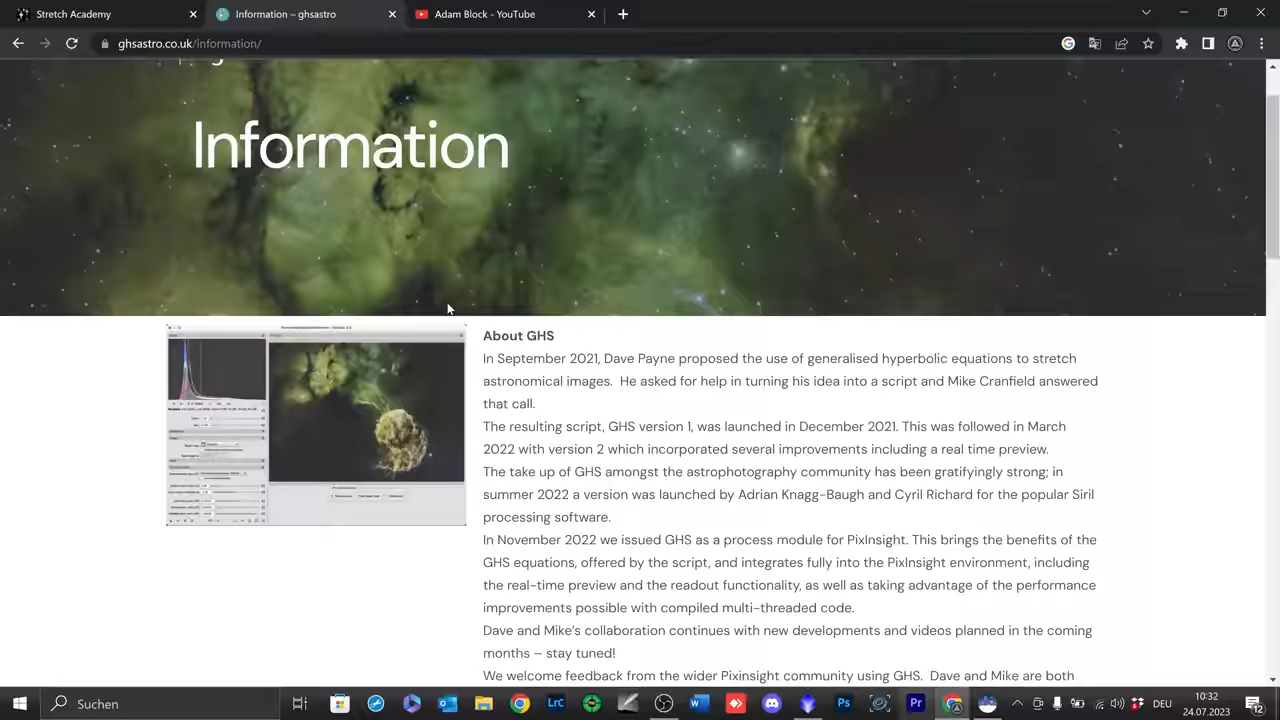 Stretch Academy
Information – ghsastro
Adam Block - YouTube
ghsastro.co.uk/information/
Information
About GHS
In September 2021, Dave Payne proposed the use of generalised hyperbolic equations to stretch
astronomical images.  He asked for help in turning his idea into a script and Mike Cranfield answered
that call.
The resulting script, GHS version 1, was launched in December 2021. This was followed in March
2022 with version 2 which incorporated several improvements including a real time preview.
The take up of GHS amongst the astrophotography community has been gratifyingly strong: in
summer 2022 a version was launched by Adrian Knagg-Baugh and Cyril Richard for the popular Siril
processing software.
In November 2022 we issued GHS as a process module for PixInsight. This brings the benefits of the
GHS equations, offered by the script, and integrates fully into the PixInsight environment, including
the real-time preview and the readout functionality, as well as taking advantage of the performance
improvements possible with compiled multi-threaded code.
Dave and Mike's collaboration continues with new developments and videos planned in the coming
months – stay tuned!
We welcome feedback from the wider Pixinsight community using GHS.  Dave and Mike are both
Suchen
LrC
Ps
Pr
DEU
10:32
24.07.2023
12